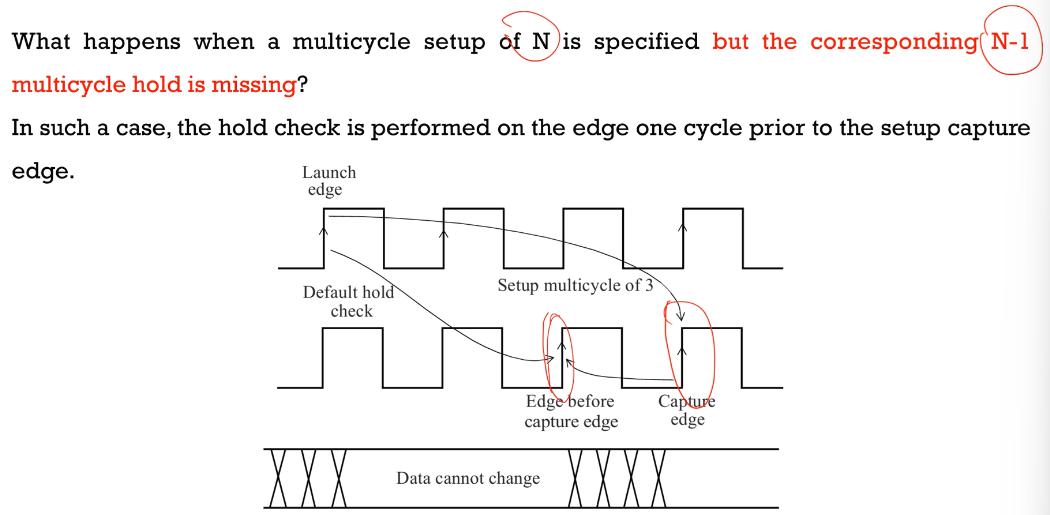 What happens when a multicycle setup of N is specified but the corresponding N-1
multicycle hold is missing?
In such a case, the hold check is performed on the edge one cycle prior to the setup capture
edge.
Launch
edge
Default hold
check
Setup multicycle of 3
Edge before
capture edge
Capture
edge
Data cannot change